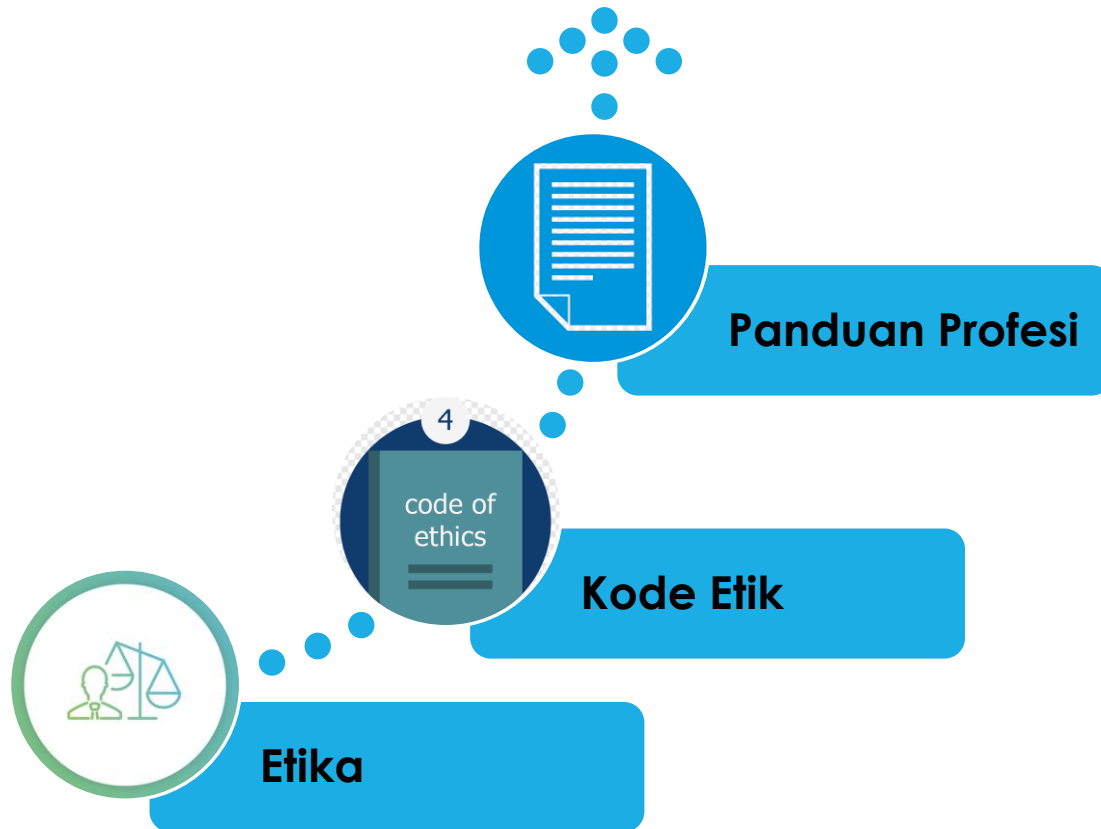 Panduan Profesi
4
code of
ethics
Kode Etik
Etika